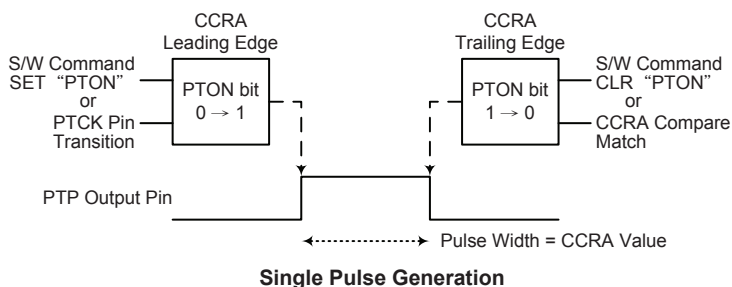 CCRA
Leading Edge
CCRA
Trailing Edge
S/W Command
SET “PTON”
or
PTCK Pin
Transition
PTON bit
0 → 1
PTON bit
1 → 0
S/W Command
CLR “PTON”
or
CCRA Compare
Match
PTP Output Pin
Pulse Width = CCRA Value
Single Pulse Generation